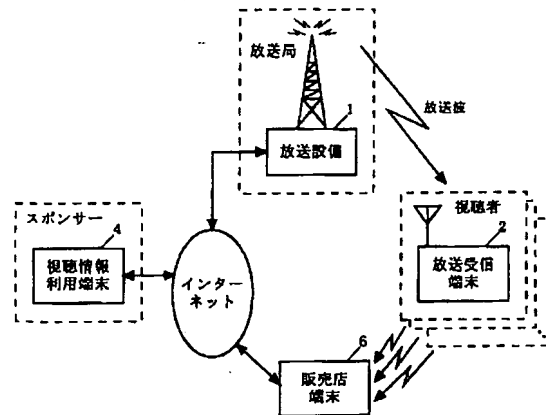 放送局
1
放送設備
放送波
スポンサー
4
視聴情報
利用端末
インター
ネット
視聴者
2
放送受信
端末
6
販売店
端末